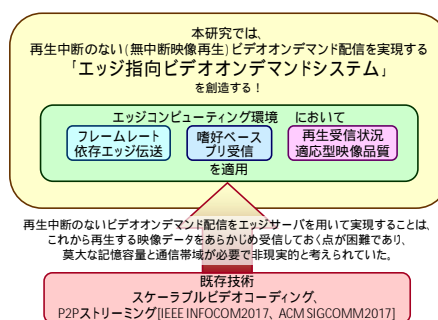 本研究では、
再生中断のない(無中断映像再生)ビデオオンデマンド配信を実現する
「エッジ指向ビデオオンデマンドシステム」
を創造する!
エッジコンピューティング環境 において
フレームレート
依存エッジ伝送
嗜好ベース
プリ受信
再生受信状況
適応型映像品質
を適用
再生中断のないビデオオンデマンド配信をエッジサーバを用いて実現することは、
これから再生する映像データをあらかじめ受信しておく点が困難であり、
莫大な記憶容量と通信帯域が必要で非現実的と考えられていた。
既存技術
スケーラブルビデオコーディング、
P2Pストリーミング[IEEE INFOCOM2017、ACM SIGCOMM2017]